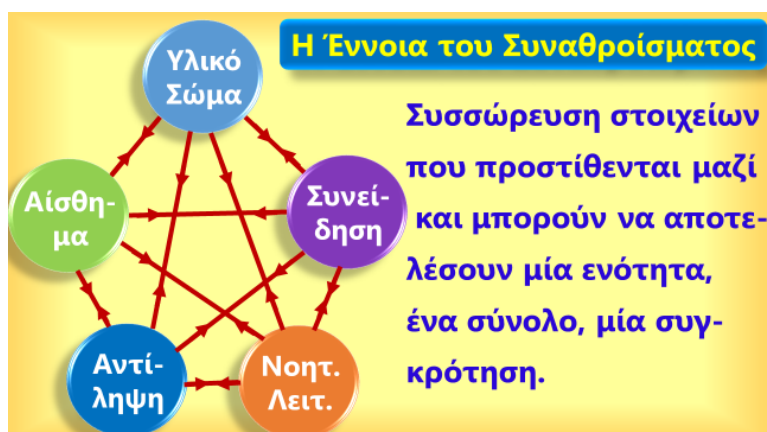 Η Έννοια του Συναθροίσματος
Υλικό
Σώμα
Αίσθη-
μα
Συνεί-
δηση
Αντί-
ληψη
Νοητ.
Λειτ.
Συσσώρευση στοιχείων
που προστίθενται μαζί
και μπορούν να αποτε-
λέσουν μία ενότητα,
ένα σύνολο, μία συγ-
κρότηση.